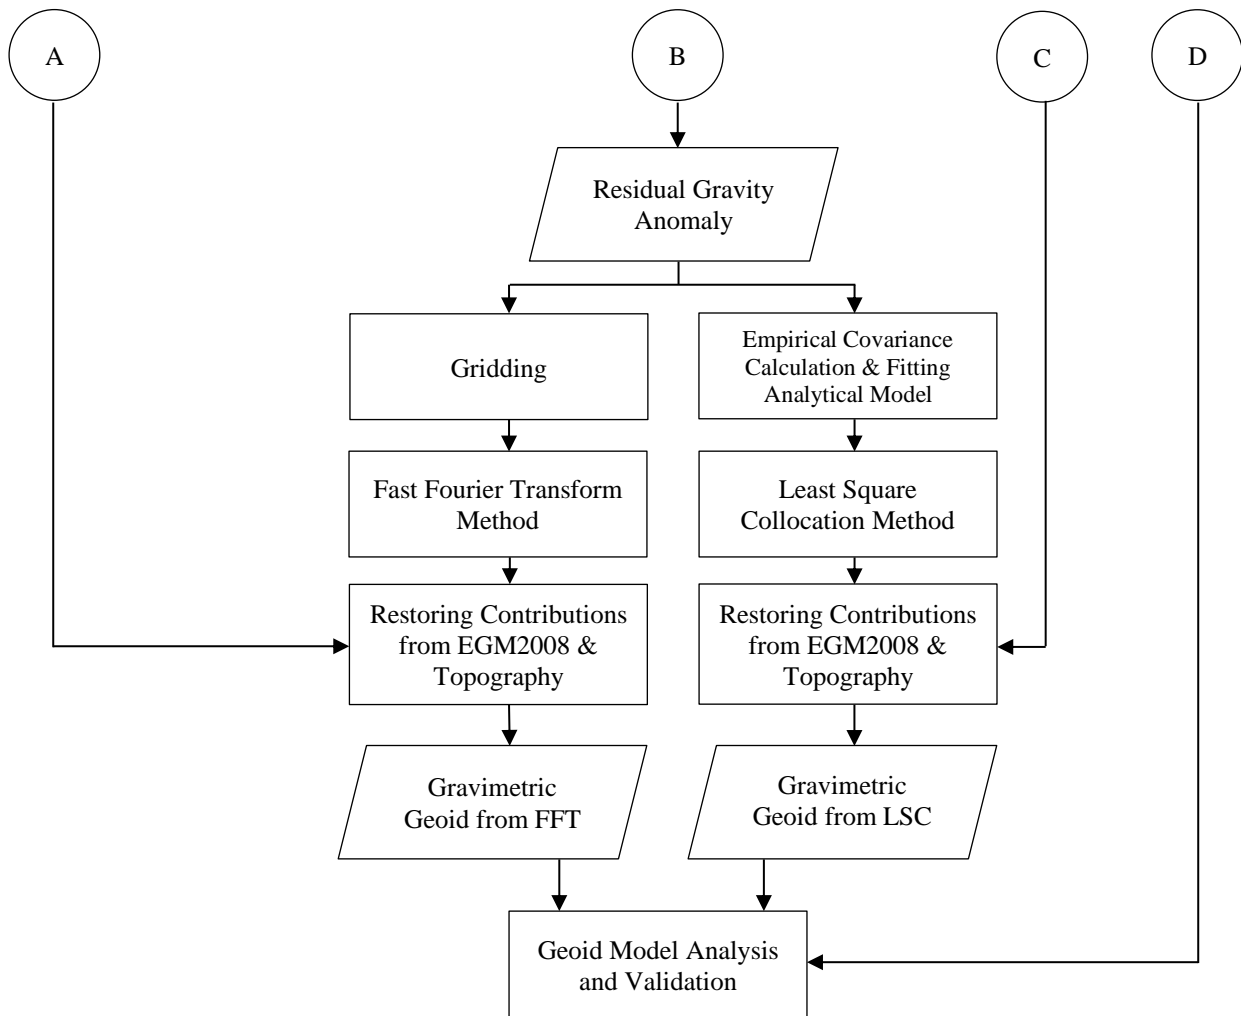 A
B
C
D
Residual Gravity
Anomaly
Gridding
Empirical Covariance
Calculation & Fitting
Analytical Model
Fast Fourier Transform
Method
Least Square
Collocation Method
Restoring Contributions
from EGM2008 &
Topography
Restoring Contributions
from EGM2008 &
Topography
Gravimetric
Geoid from FFT
Gravimetric
Geoid from LSC
Geoid Model Analysis
and Validation